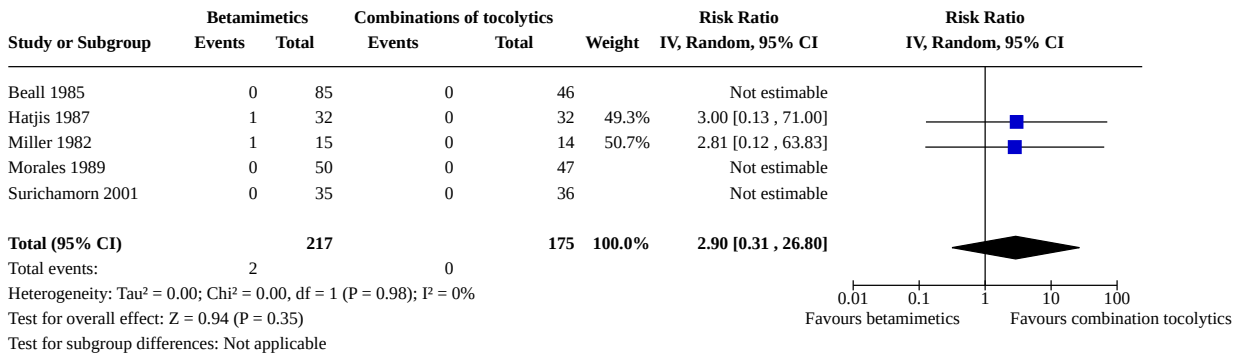 Betamimetics Combinations of tocolytics Risk Ratio Risk Ratio
Study or Subgroup Events Total Events Total Weight IV, Random, 95% CI IV, Random, 95% CI
Beall 1985 0 85 0 46 Not estimable
Hatjis 1987 1 32 0 32 49.3% 3.00 [0.13 , 71.00]
Miller 1982 1 15 0 14 50.7% 2.81 [0.12 , 63.83]
Morales 1989 0 50 0 47 Not estimable
Surichamorn 2001 0 35 0 36 Not estimable
Total (95% CI) 217 175 100.0% 2.90 [0.31 , 26.80]
Total events: 2 0
Heterogeneity: Tau² = 0.00; Chi² = 0.00, df = 1 (P = 0.98); I² = 0% 0.01 0.1 1 10 100
Test for overall effect: Z = 0.94 (P = 0.35) Favours betamimetics Favours combination tocolytics
Test for subgroup differences: Not applicable